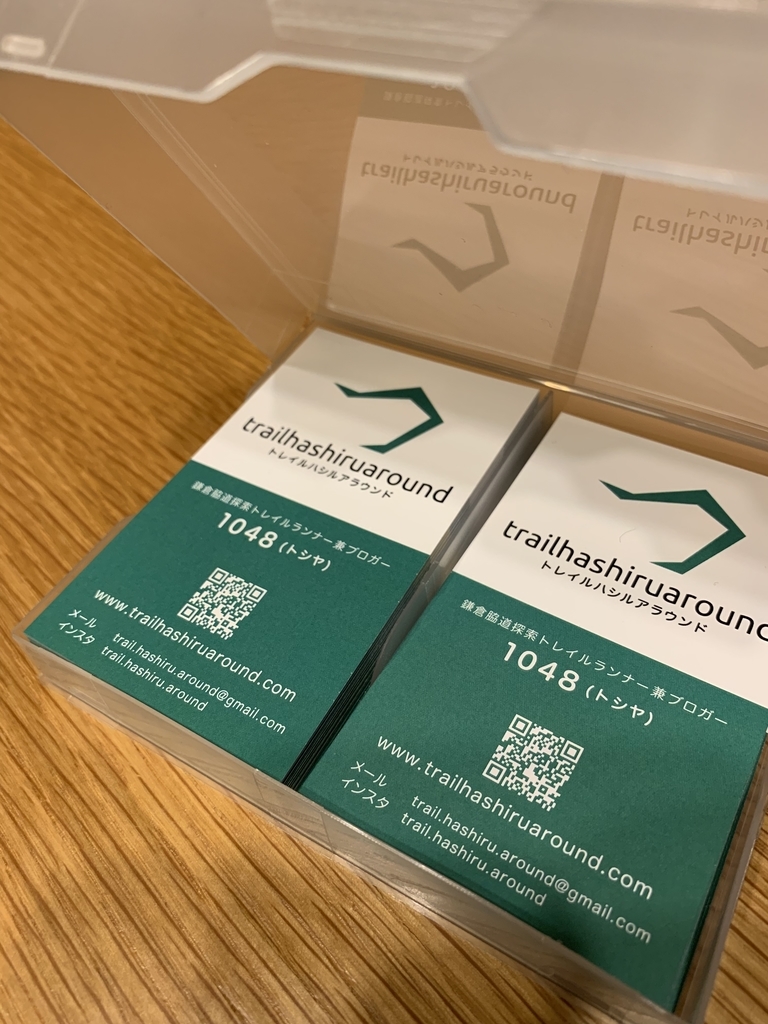 trailhashiruaround
トレイルハシルアラウンド
鎌倉脇道探索トレイルランナー兼ブロガー
1048 (トシヤ)
www.trailhashiruaround.com
メール trail.hashiru.around@gmail.com
インスタ trail.hashiru.around
trailhashiruaround
トレイルハシルアラウンド
鎌倉脇道探索トレイルランナー兼ブロガー
1048 (トシヤ)
www.trailhashiruaround.com
メール trail.hashiru.around@gmail.com
インスタ trail.hashiru.around